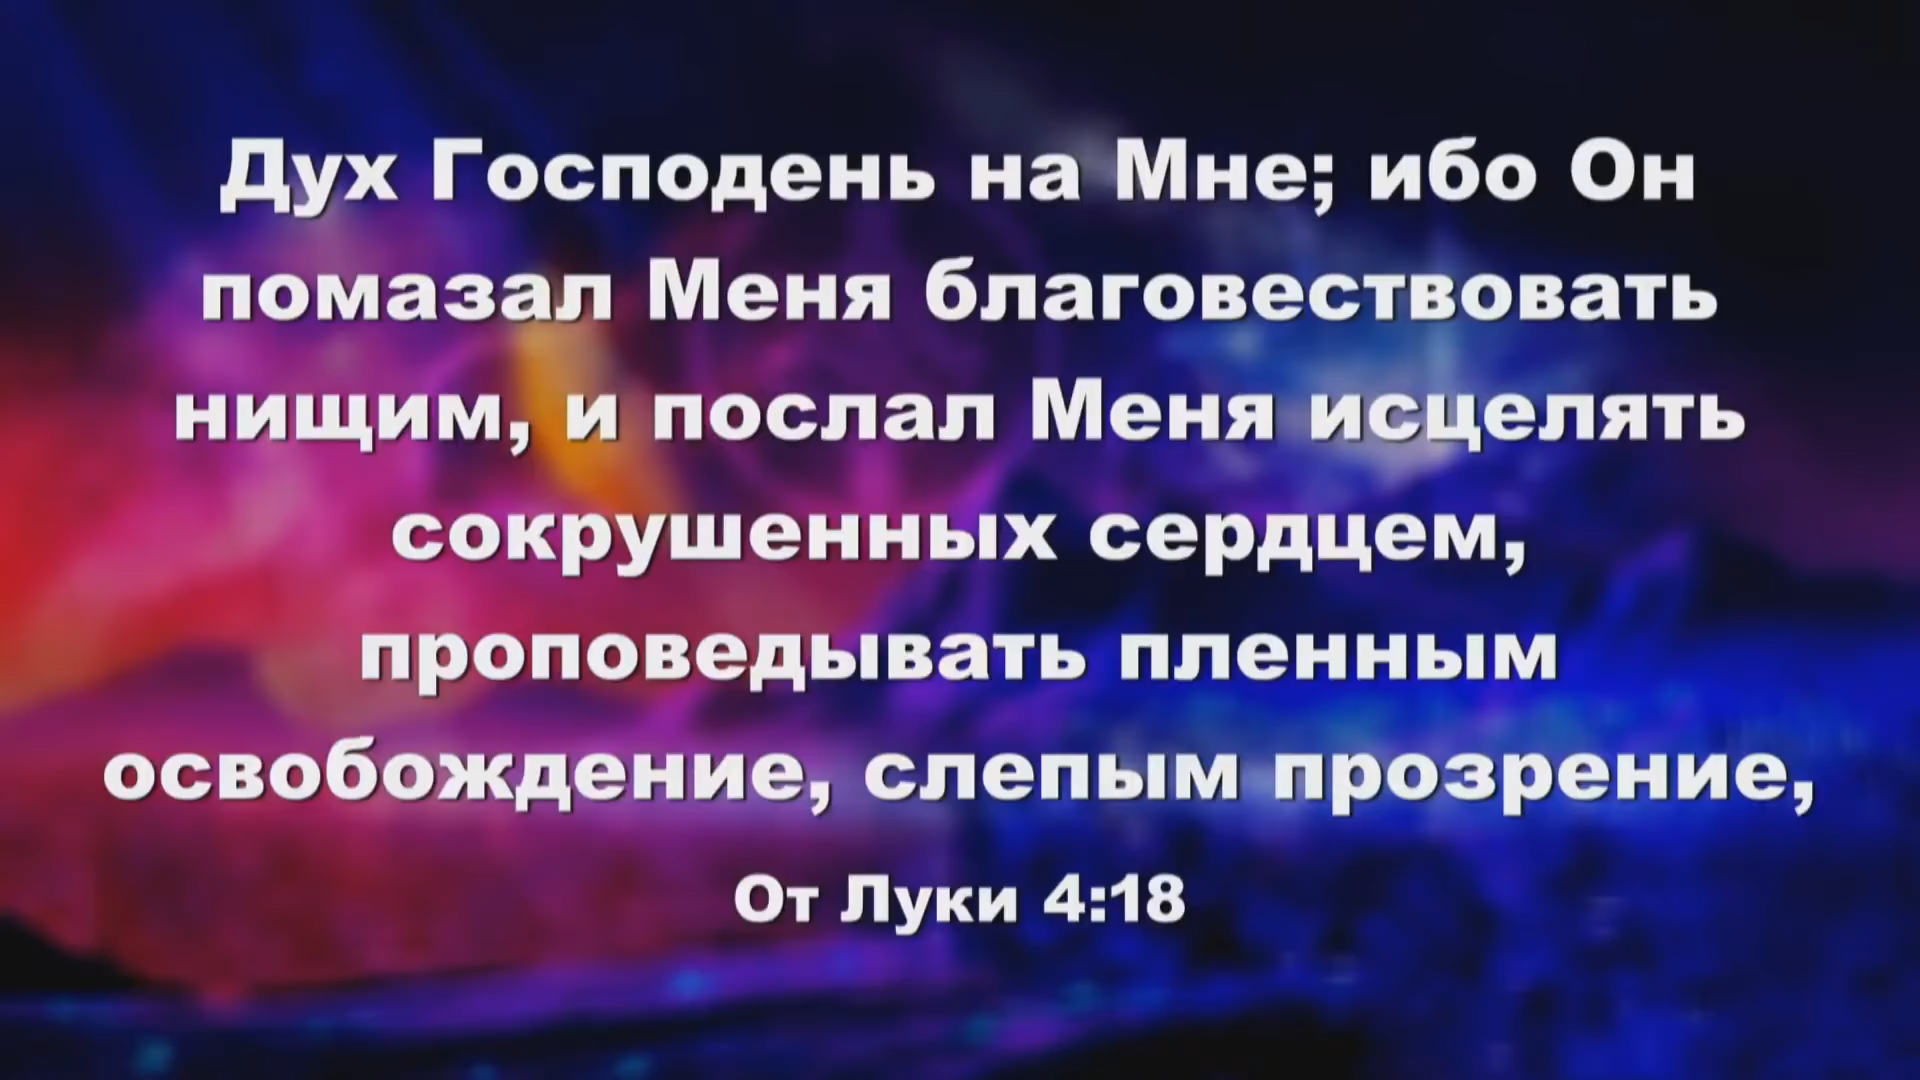 Дух Господень на Мне; ибо Он
помазал Меня благовествовать
нищим, и послал Меня исцелять
сокрушенных сердцем,
проповедывать пленным
освобождение, слепым прозрение,
От Луки 4:18